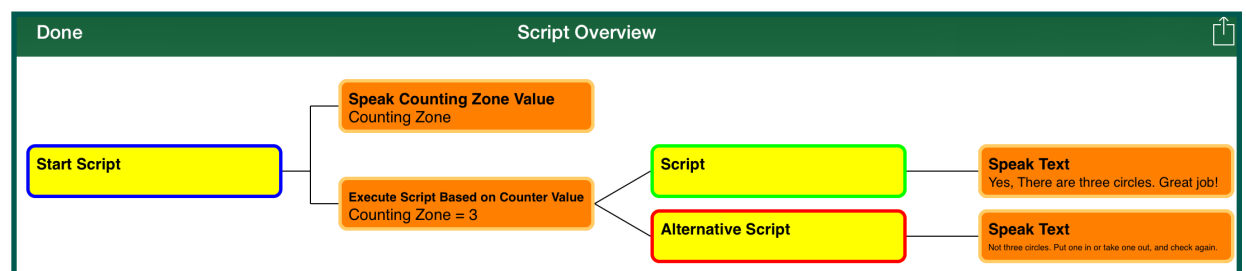 Done
Script Overview
Speak Counting Zone Value
Counting Zone
Start Script
Execute Script Based on Counter Value
Counting Zone = 3
Script
Speak Text
Yes, There are three circles. Great job!
Alternative Script
Speak Text
Not three circles. Put one in or take one out, and check again.